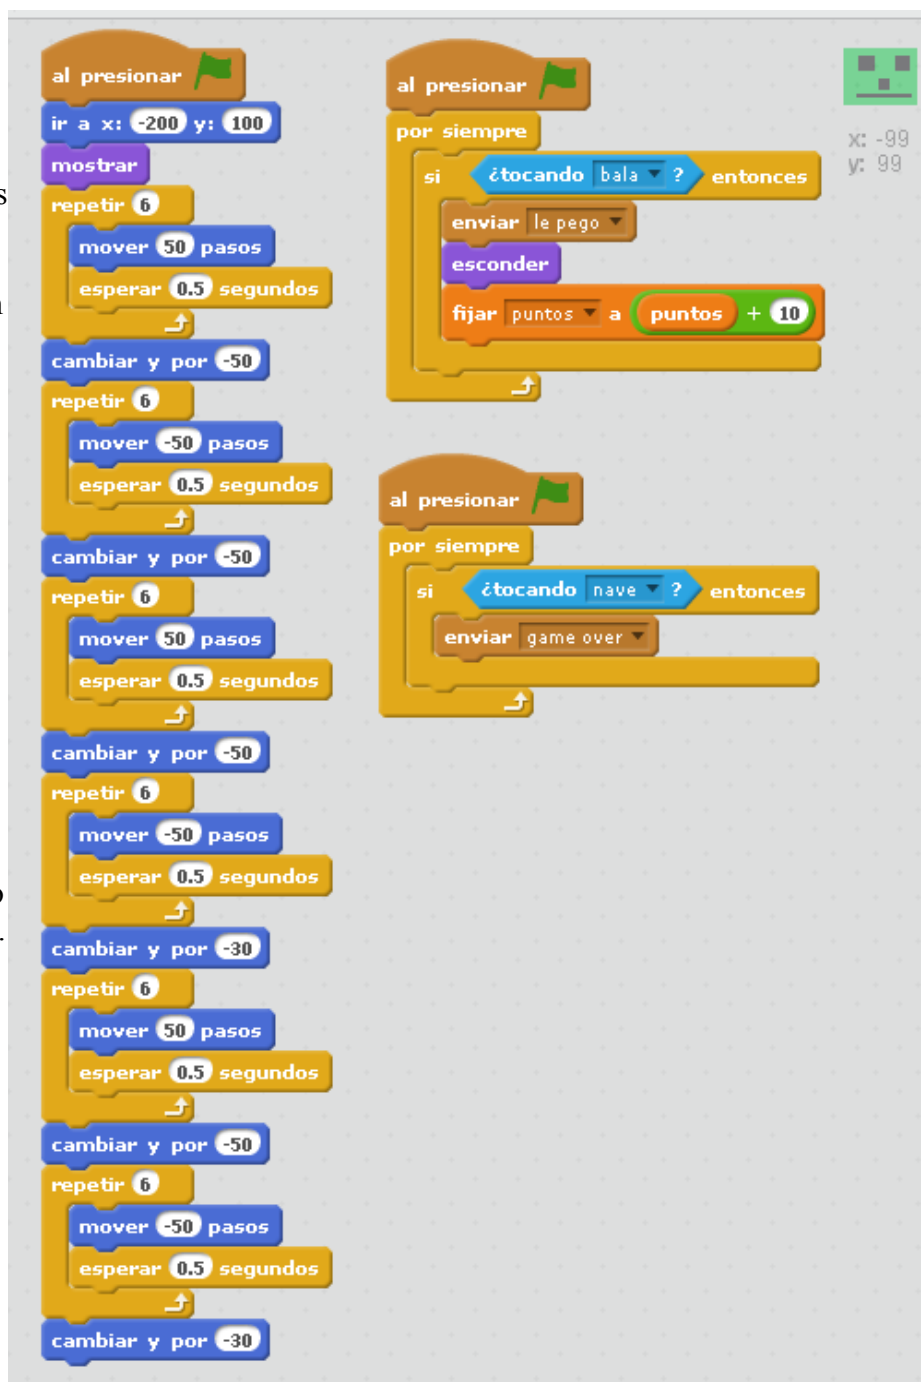 al presionar
ir a x: -200 y: 100
mostrar
repetir 6
mover 50 pasos
esperar 0.5 segundos
cambiar y por -50
repetir 6
mover -50 pasos
esperar 0.5 segundos
cambiar y por -50
repetir 6
mover 50 pasos
esperar 0.5 segundos
cambiar y por -50
repetir 6
mover -50 pasos
esperar 0.5 segundos
cambiar y por -30
repetir 6
mover 50 pasos
esperar 0.5 segundos
cambiar y por -50
repetir 6
mover -50 pasos
esperar 0.5 segundos
cambiar y por -30
al presionar
por siempre
si ¿tocando bala ? entonces
enviar le pego
esconder
fijar puntos a puntos + 10
al presionar
por siempre
si ¿tocando nave ? entonces
enviar game over
x: -99
y: 99